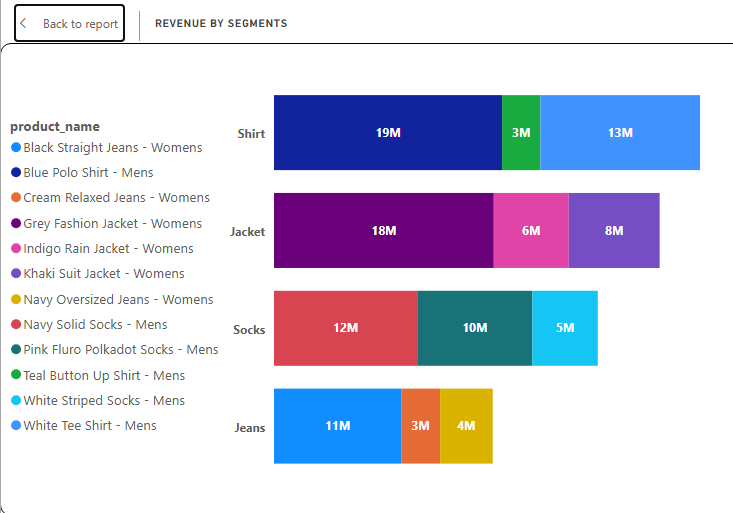 Back to report
REVENUE BY SEGMENTS
product_name
Black Straight Jeans - Womens
Blue Polo Shirt - Mens
Cream Relaxed Jeans - Womens
Grey Fashion Jacket - Womens
Indigo Rain Jacket - Womens
Khaki Suit Jacket - Womens
Navy Oversized Jeans - Womens
Navy Solid Socks - Mens
Pink Fluro Polkadot Socks - Mens
Teal Button Up Shirt - Mens
White Striped Socks - Mens
White Tee Shirt - Mens
Shirt 19M 3M 13M
Jacket 18M 6M 8M
Socks 12M 10M 5M
Jeans 11M 3M 4M